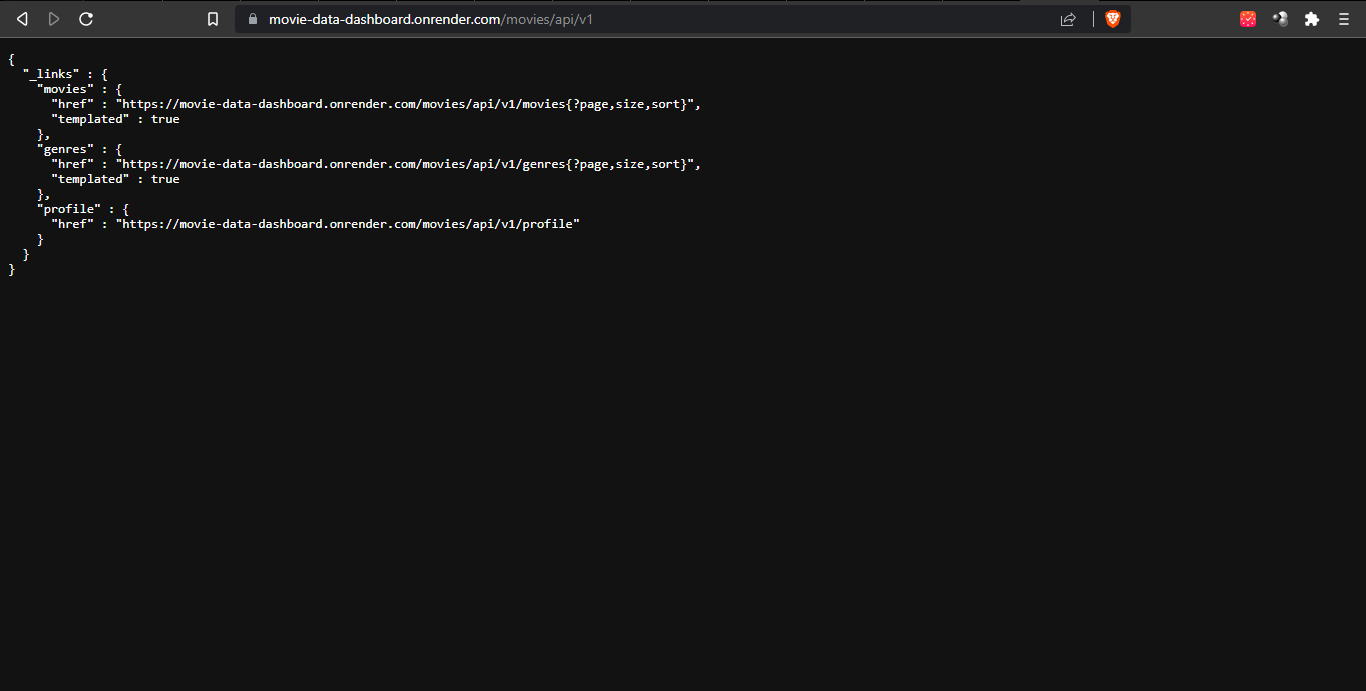 movie-data-dashboard.onrender.com/movies/api/v1
{
  "_links" : {
    "movies" : {
      "href" : "https://movie-data-dashboard.onrender.com/movies/api/v1/movies{?page,size,sort}",
      "templated" : true
    },
    "genres" : {
      "href" : "https://movie-data-dashboard.onrender.com/movies/api/v1/genres{?page,size,sort}",
      "templated" : true
    },
    "profile" : {
      "href" : "https://movie-data-dashboard.onrender.com/movies/api/v1/profile"
    }
  }
}